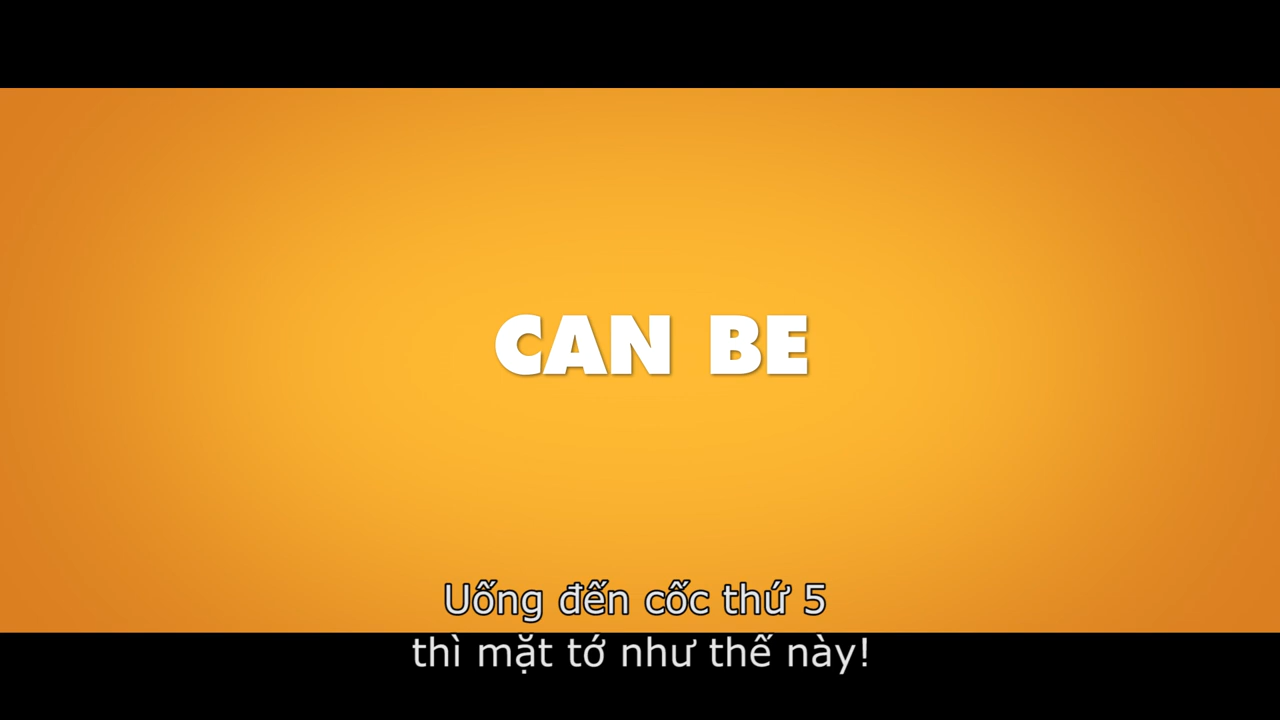 CAN BE
Uống đến cốc thứ 5
thì mặt tớ như thế này!